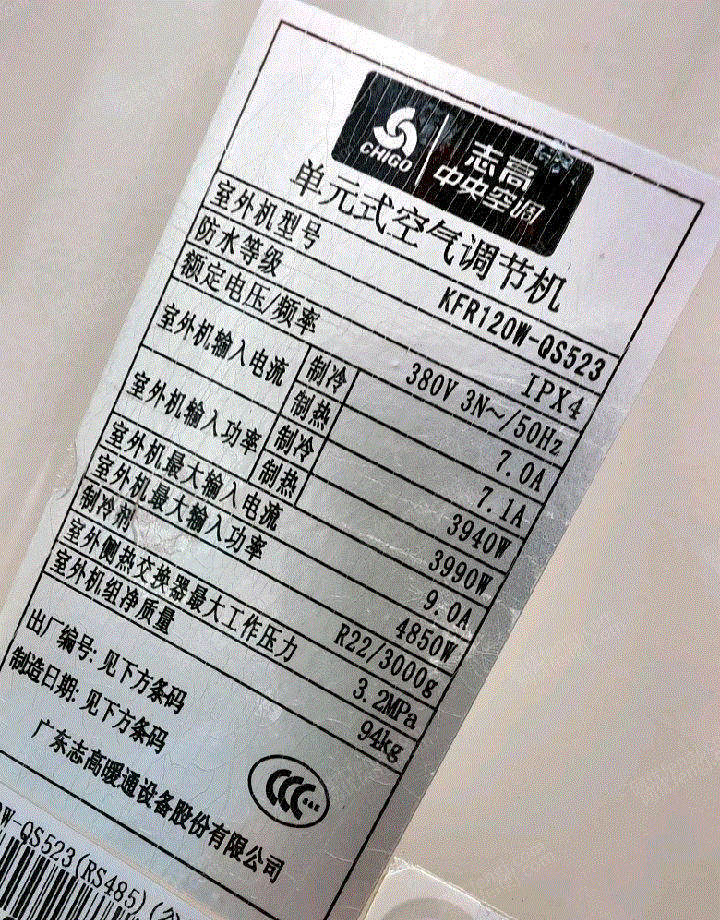 CHIGO
志高
中央空调
单元式空气调节机
室外机型号 KFR120W-QS523
防水等级 IPX4
额定电压/频率 380V 3N~/50Hz
室外机输入电流 制冷 7.0A
制热 7.1A
室外机输入功率 制冷 3940W
制热 3990W
室外机最大输入电流 9.0A
室外机最大输入功率 4850W
制冷剂 R22/3000g
室外侧热交换器最大工作压力 3.2MPa
室外机组净质量 94kg
出厂编号: 见下方条码
制造日期: 见下方条码
CCC
广东志高暖通设备股份有限公司
W-QS523(RS485)